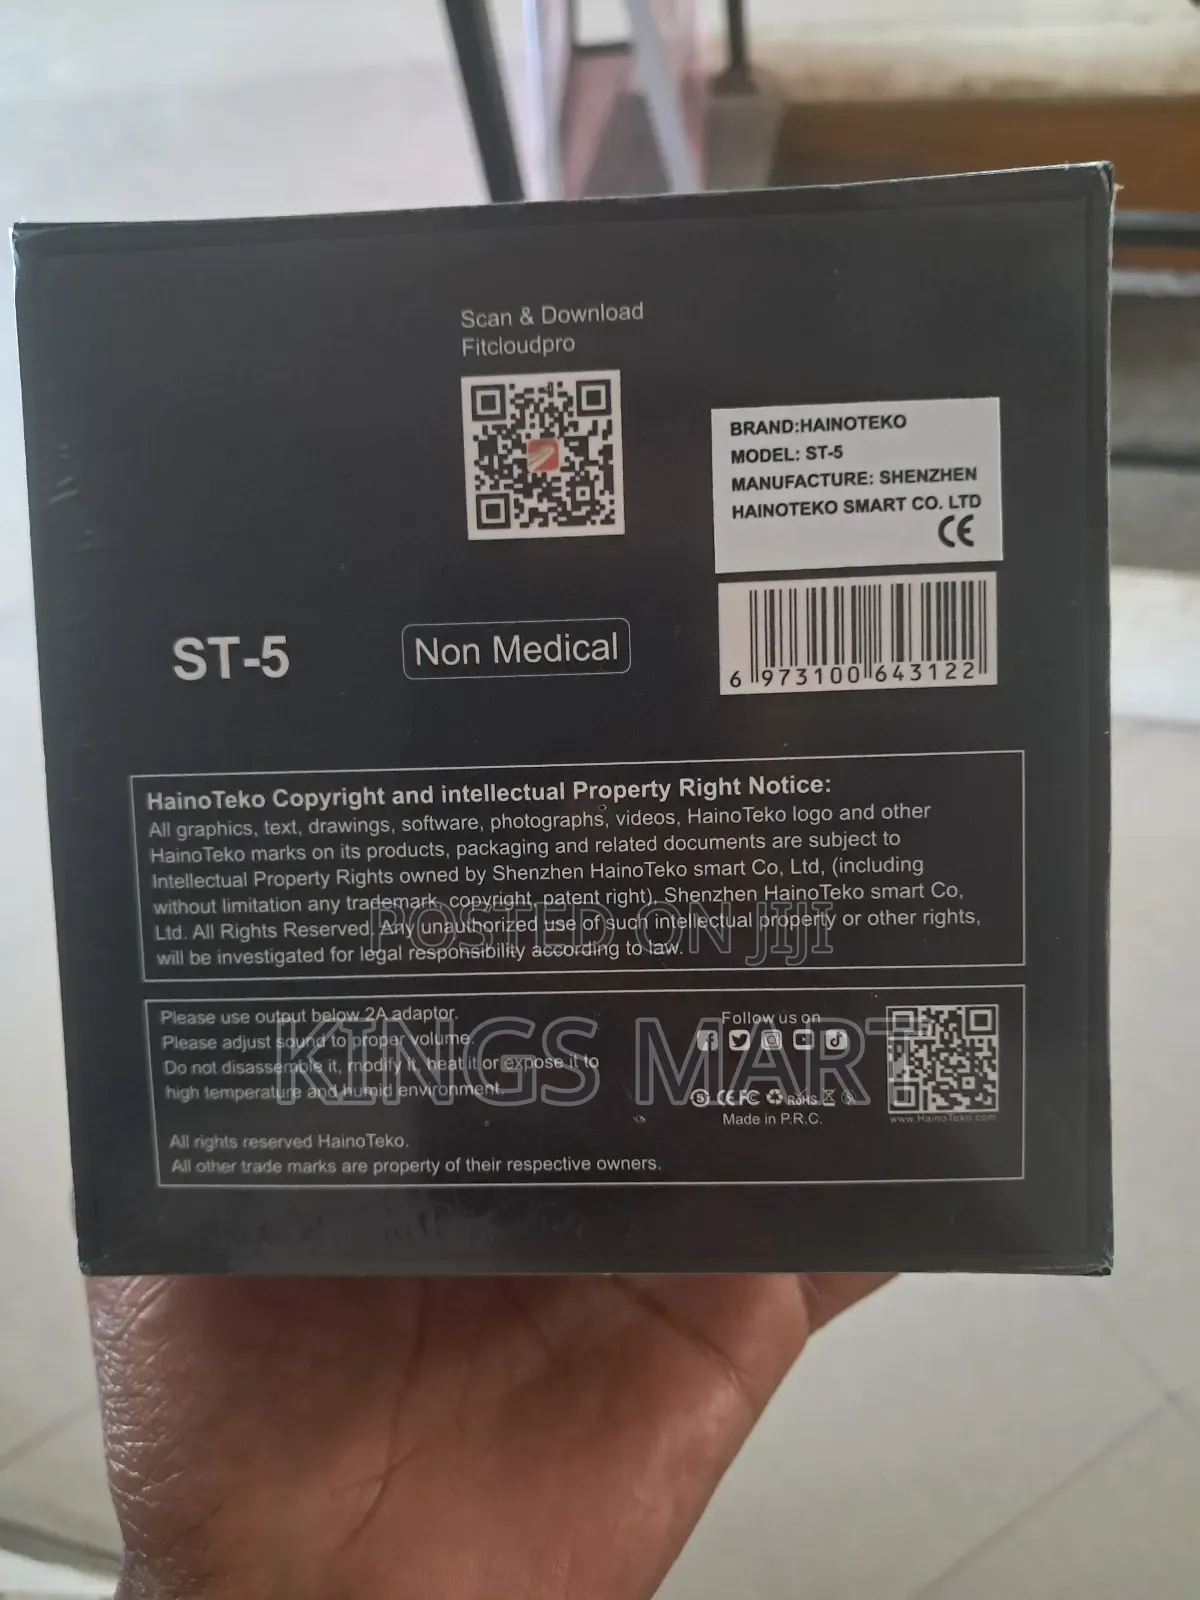 Scan & Download
Fitcloudpro
BRAND:HAINOTEKO
MODEL: ST-5
MANUFACTURE: SHENZHEN
HAINOTEKO SMART CO. LTD
CE
ST-5
Non Medical
6 973100 643122
HainoTeko Copyright and intellectual Property Right Notice:
All graphics, text, drawings, software, photographs, videos, HainoTeko logo and other
HainoTeko marks on its products, packaging and related documents are subject to
Intellectual Property Rights owned by Shenzhen HainoTeko smart Co, Ltd, (including
without limitation any trademark, copyright, patent right), Shenzhen HainoTeko smart Co,
Ltd. All Rights Reserved. Any unauthorized use of such intellectual property or other rights,
will be investigated for legal responsibility according to law.
POSTED ON JIJI
Please use output below 2A adaptor.
Please adjust sound to proper volume.
Do not disassemble it, modify it, heat it or expose it to
high temperature and humid environment.
KINGS MART
All rights reserved HainoTeko.
All other trade marks are property of their respective owners.
Follow us on
5 CE FC RoHS
Made in P.R.C.
www.HainoTeko.com